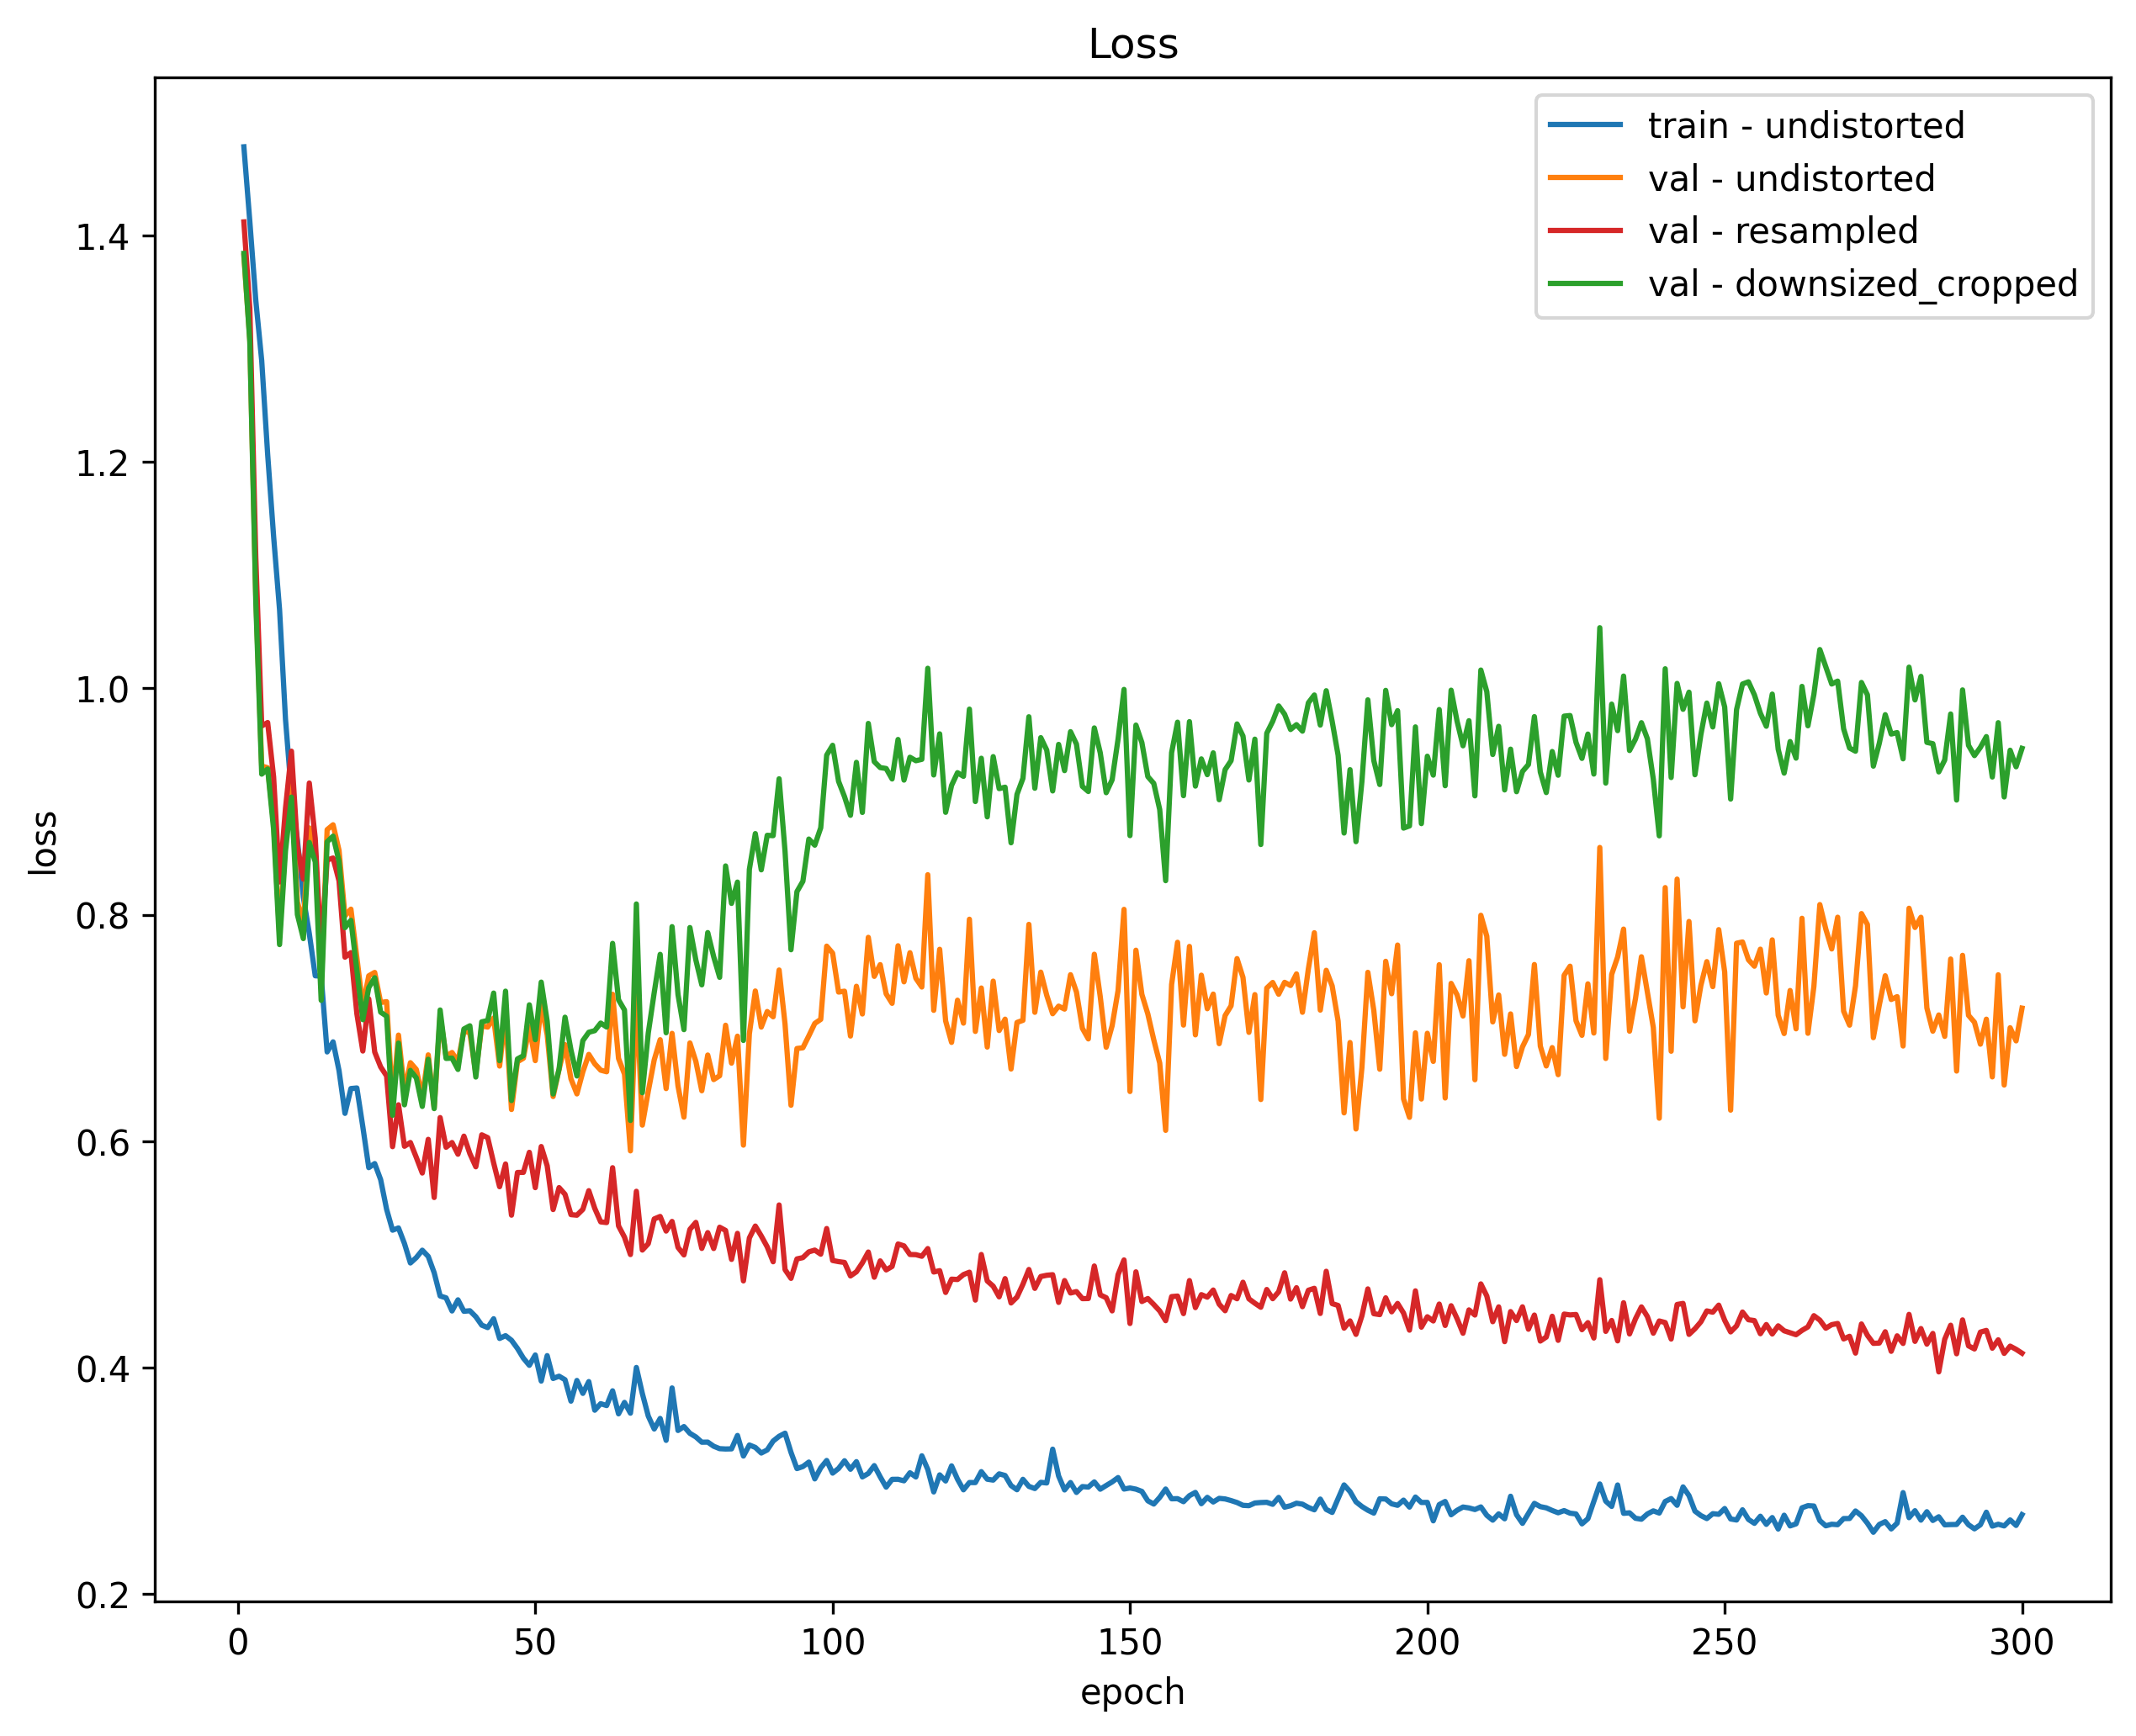 Loss
train - undistorted
val - undistorted
val - resampled
val - downsized_cropped
1.4
1.2
1.0
0.8
0.6
0.4
0.2
loss
0 50 100 150 200 250 300
epoch